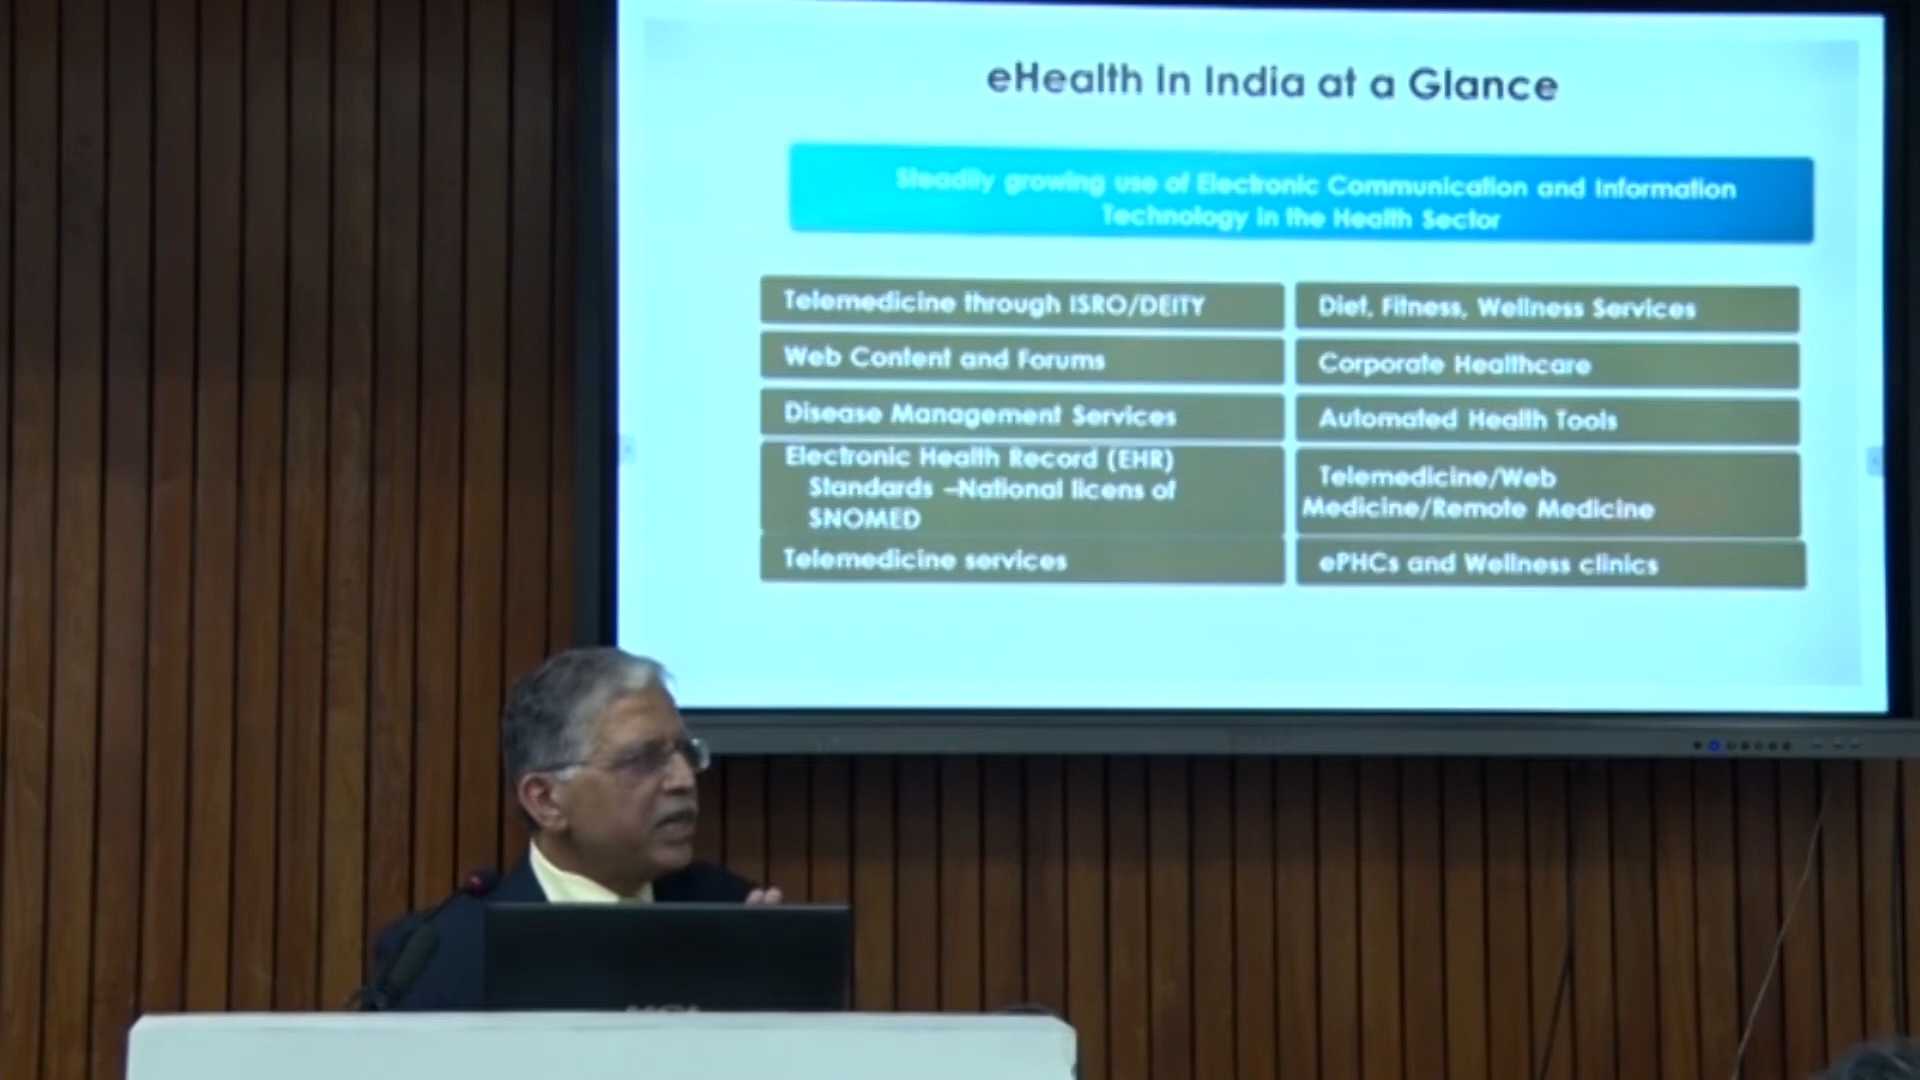 eHealth In India at a Glance
Steadily growing use of Electronic Communication and Information
Technology in the Health Sector
Telemedicine through ISRO/DEITY
Web Content and Forums
Disease Management Services
Electronic Health Record (EHR)
Standards –National licens of
SNOMED
Telemedicine services
Diet, Fitness, Wellness Services
Corporate Healthcare
Automated Health Tools
Telemedicine/Web
Medicine/Remote Medicine
ePHCs and Wellness clinics